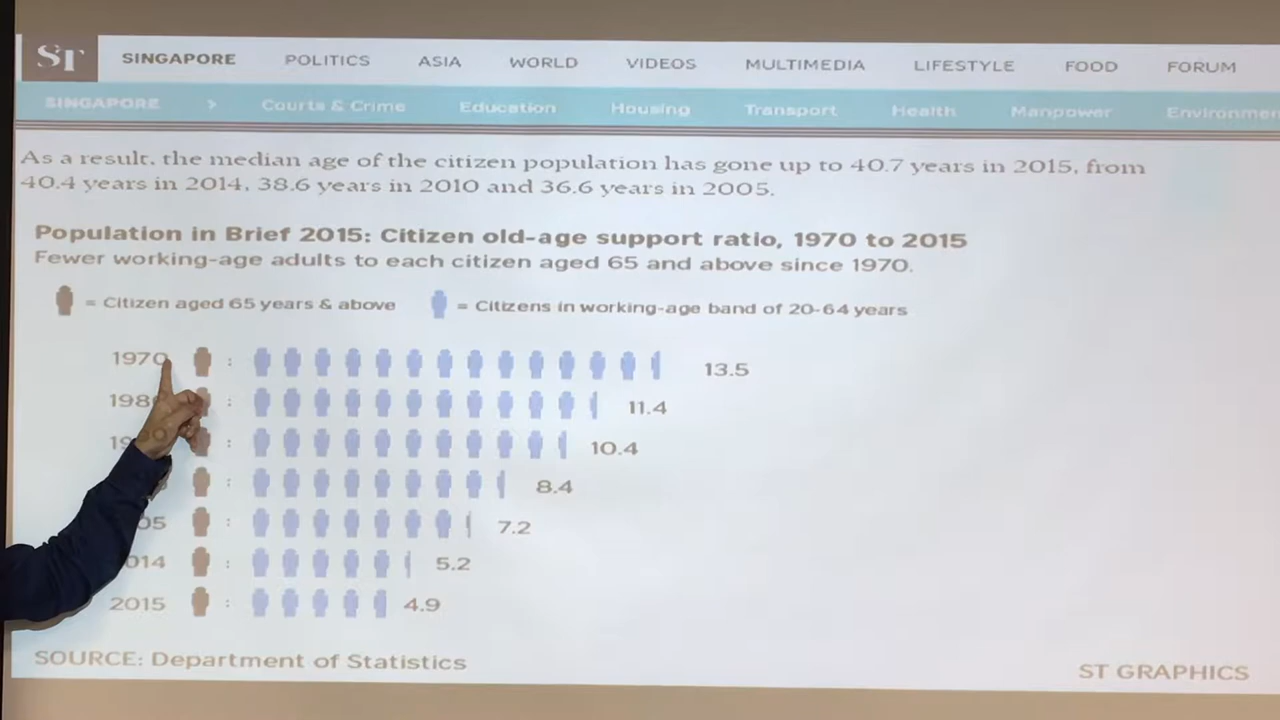 ST SINGAPORE POLITICS ASIA WORLD VIDEOS MULTIMEDIA LIFESTYLE FOOD FORUM
SINGAPORE > Courts & Crime Education Housing Transport Health Manpower
As a result, the median age of the citizen population has gone up to 40.7 years in 2015, from
40.4 years in 2014, 38.6 years in 2010 and 36.6 years in 2005.
Population in Brief 2015: Citizen old-age support ratio, 1970 to 2015
Fewer working-age adults to each citizen aged 65 and above since 1970.
= Citizen aged 65 years & above = Citizens in working-age band of 20-64 years
1970 : 13.5
: 11.4
: 10.4
: 8.4
: 7.2
: 5.2
2015 : 4.9
SOURCE: Department of Statistics
ST GRAPHICS